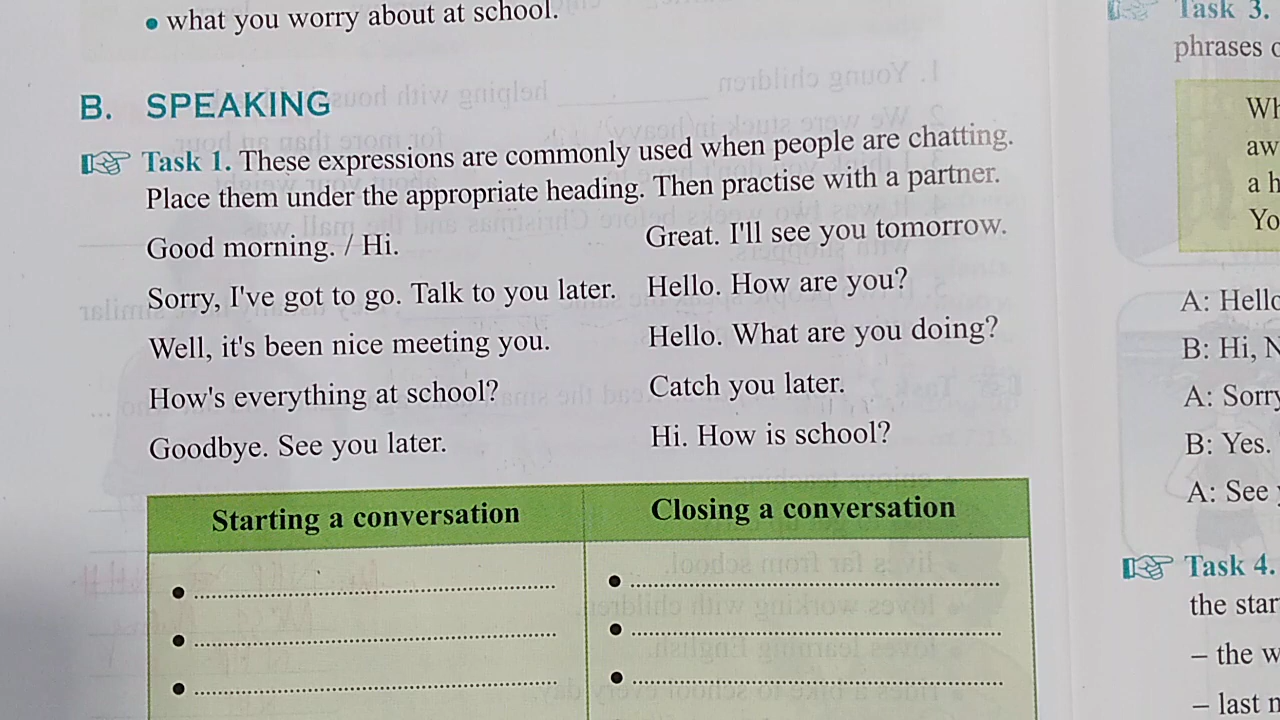 • what you worry about at school.
B. SPEAKING
Task 1. These expressions are commonly used when people are chatting.
Place them under the appropriate heading. Then practise with a partner.
Good morning. / Hi.
Great. I'll see you tomorrow.
Sorry, I've got to go. Talk to you later.
Hello. How are you?
Well, it's been nice meeting you.
Hello. What are you doing?
How's everything at school?
Catch you later.
Goodbye. See you later.
Hi. How is school?
Starting a conversation
Closing a conversation
Task 3.
phrases
a
A:
B: Hi,
A:
B: Yes.
A: See
Task 4.
the
– the
– last